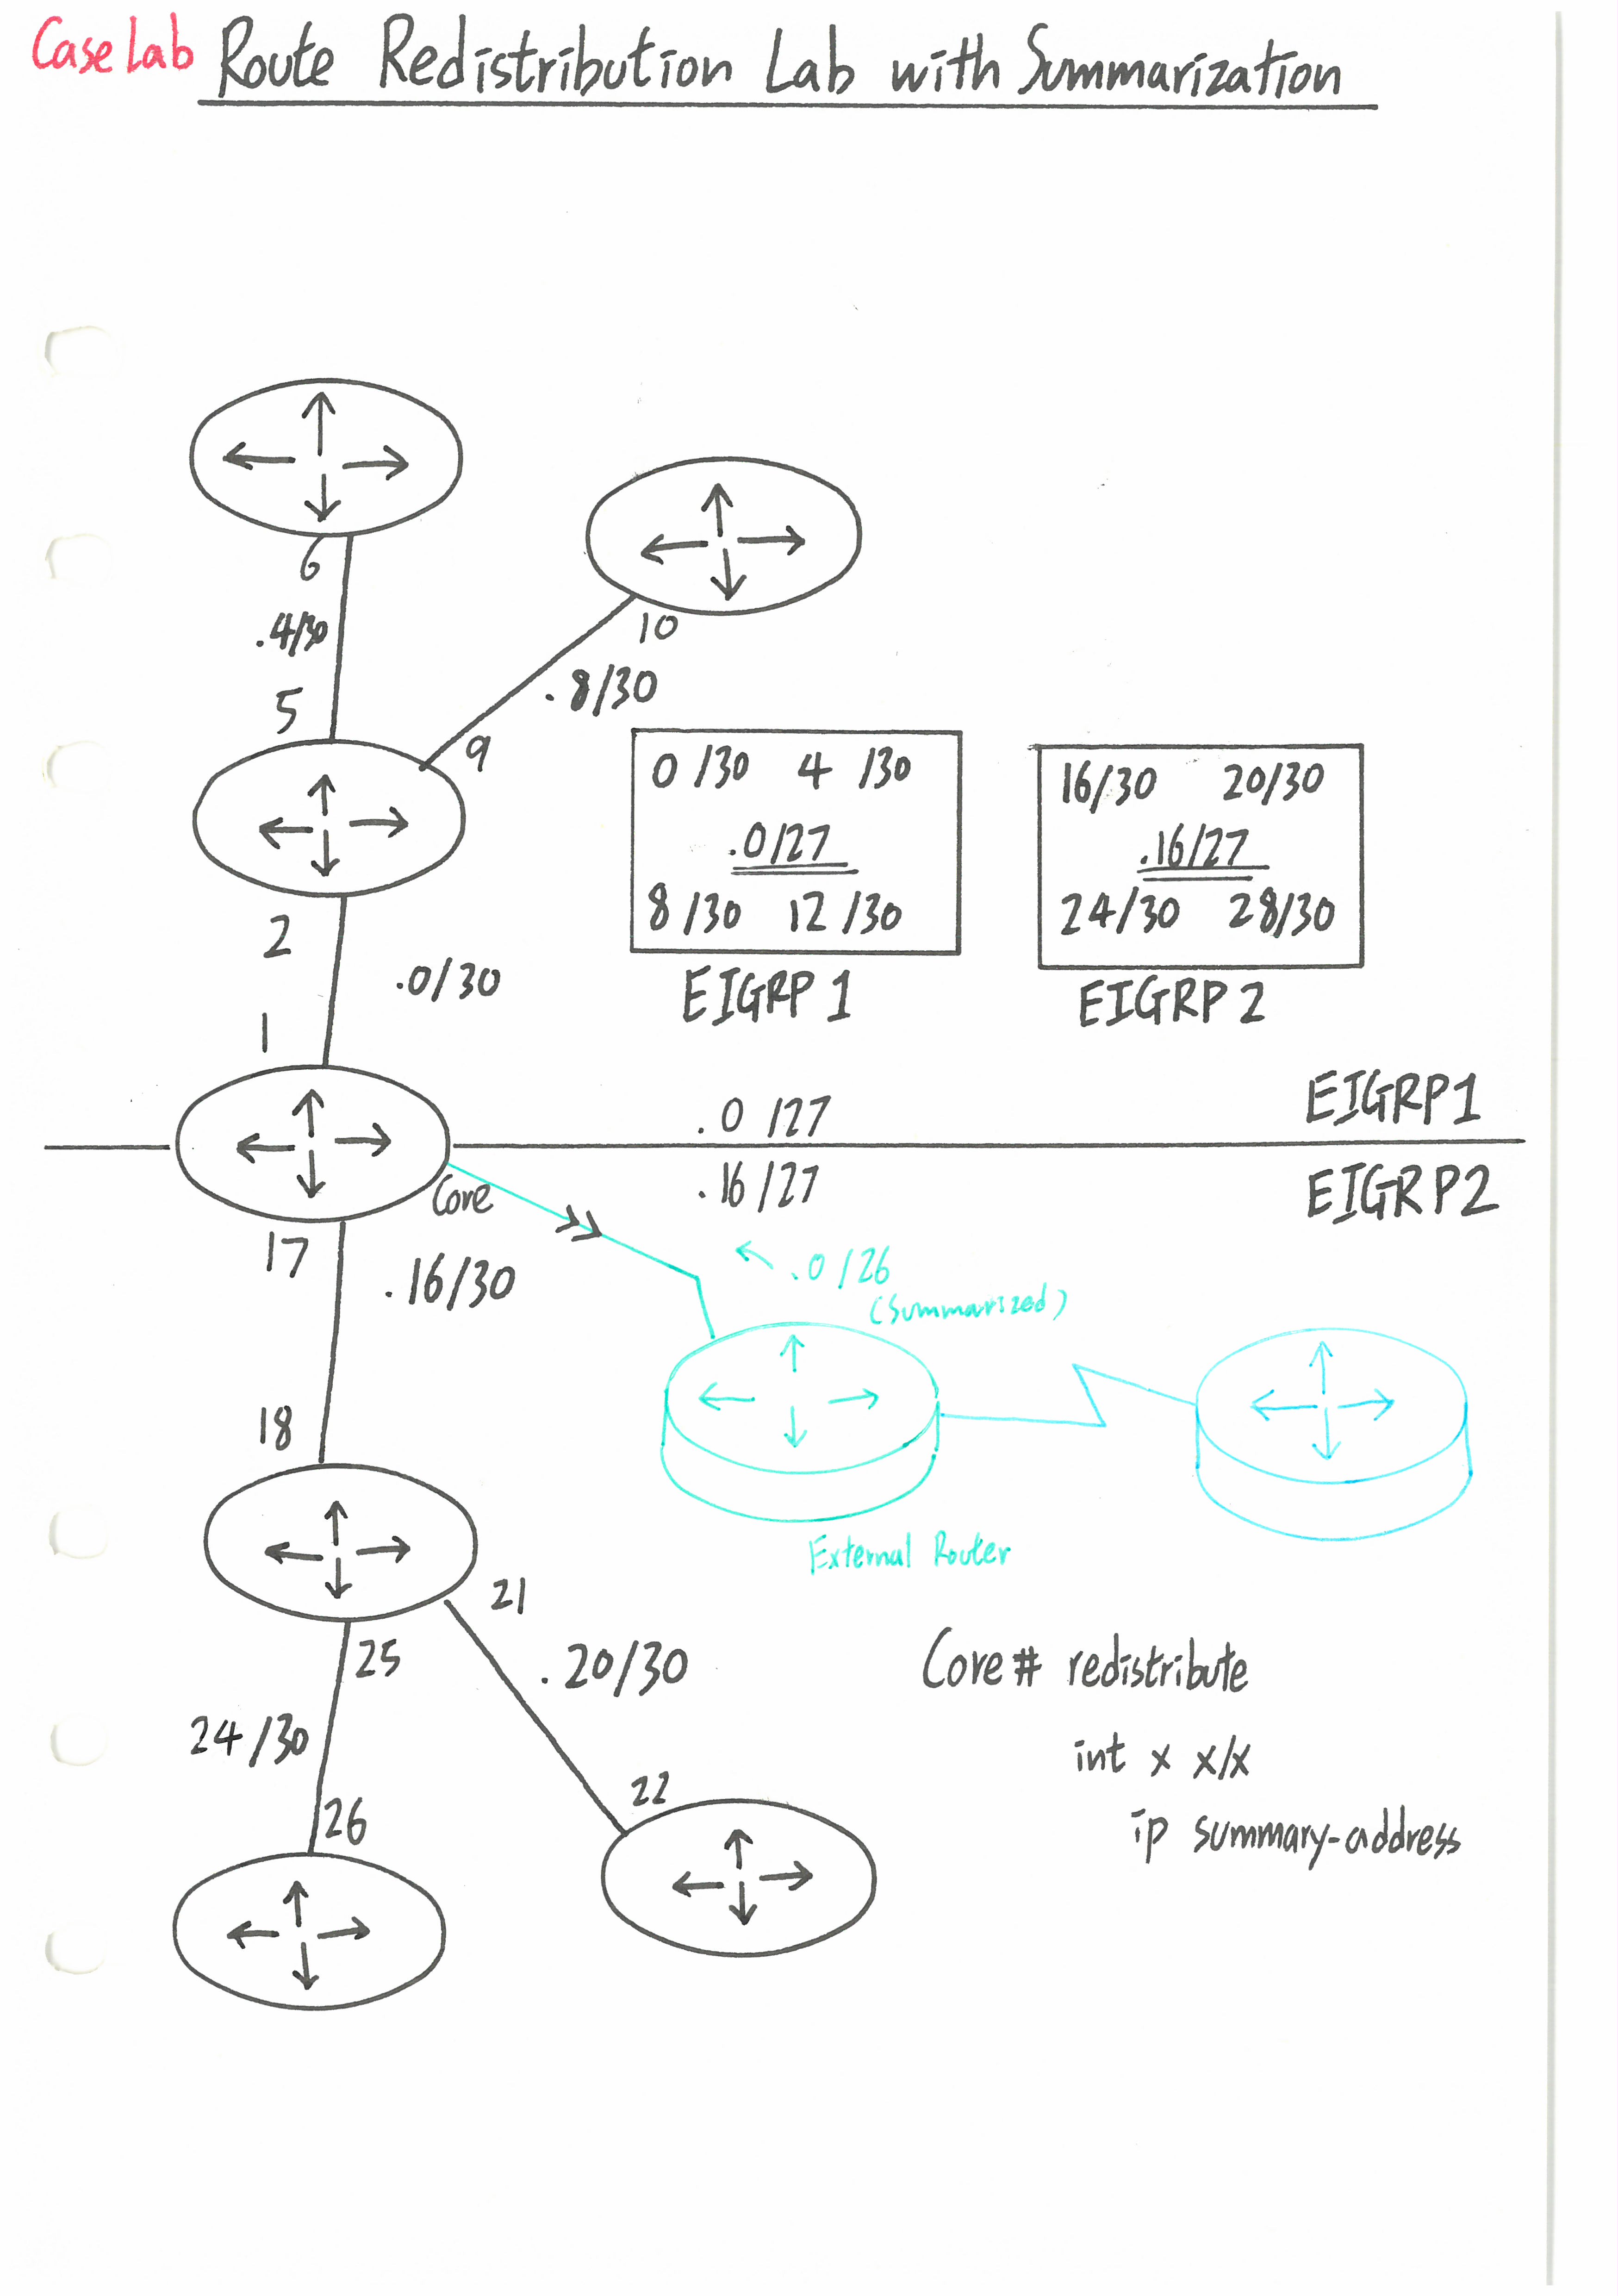 Case Lab Route Redistribution Lab with Summarization
6
.4/30
5
10
.8/30
9
0 /30 4 /30
.0/27
8 /30 12 /30
EIGRP 1
16/30 20/30
.16/27
24/30 28/30
EIGRP 2
2
.0/30
1
.0 /27
EIGRP1
.16/27
EIGRP2
Core
17
.16/30
.0/26
(Summarized)
18
External Router
21
25
.20/30
24/30
22
26
Core# redistribute
int x x/x
ip summary-address